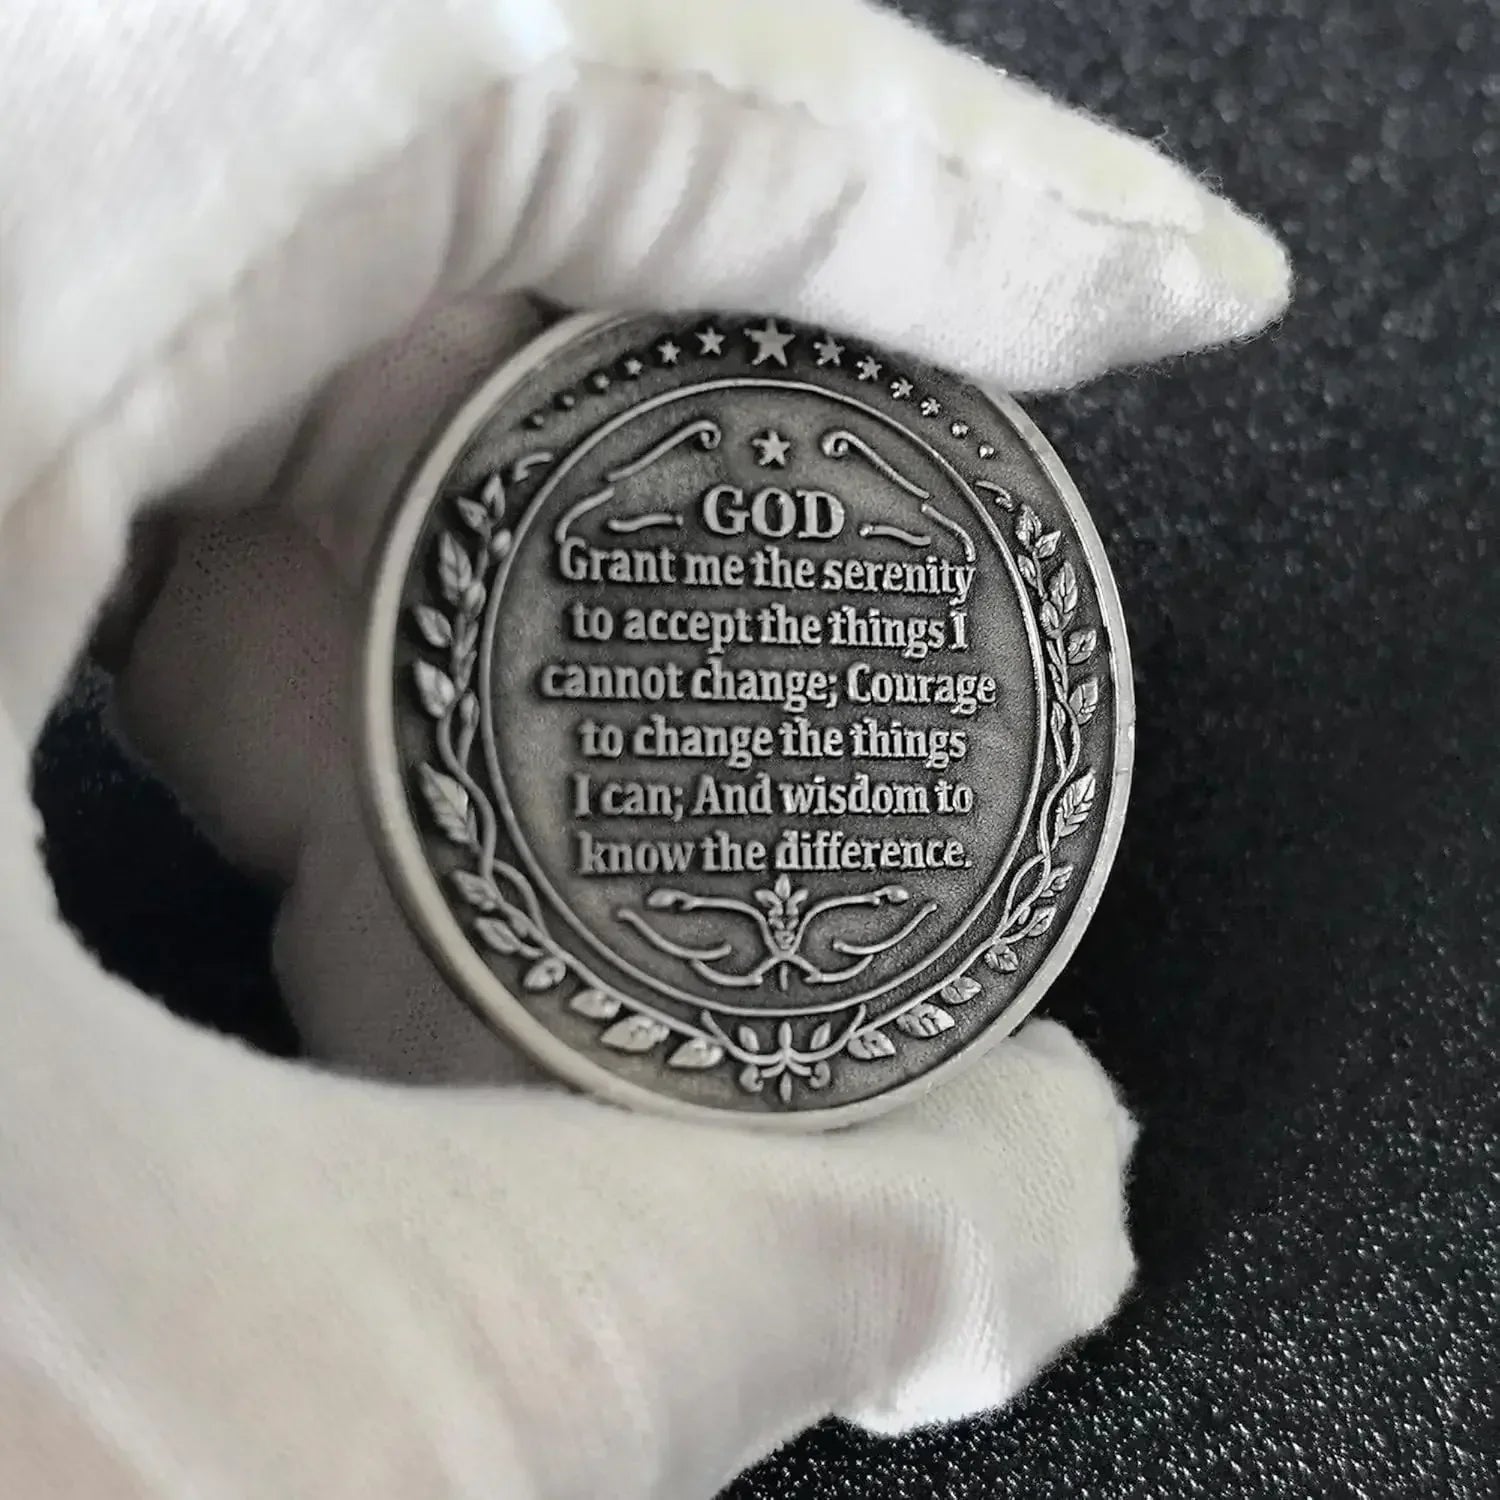 GOD
Grant me the serenity
to accept the things I
cannot change; Courage
to change the things
I can; And wisdom to
know the difference.